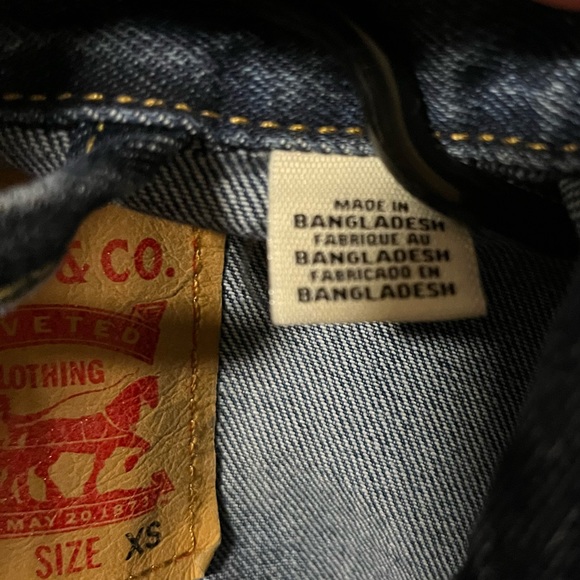 MADE IN
BANGLADESH
FABRIQUE AU
BANGLADESH
FABRICADO EN
BANGLADESH
& CO.
VETED
LOTHING
MAY 20 1873
SIZE XS